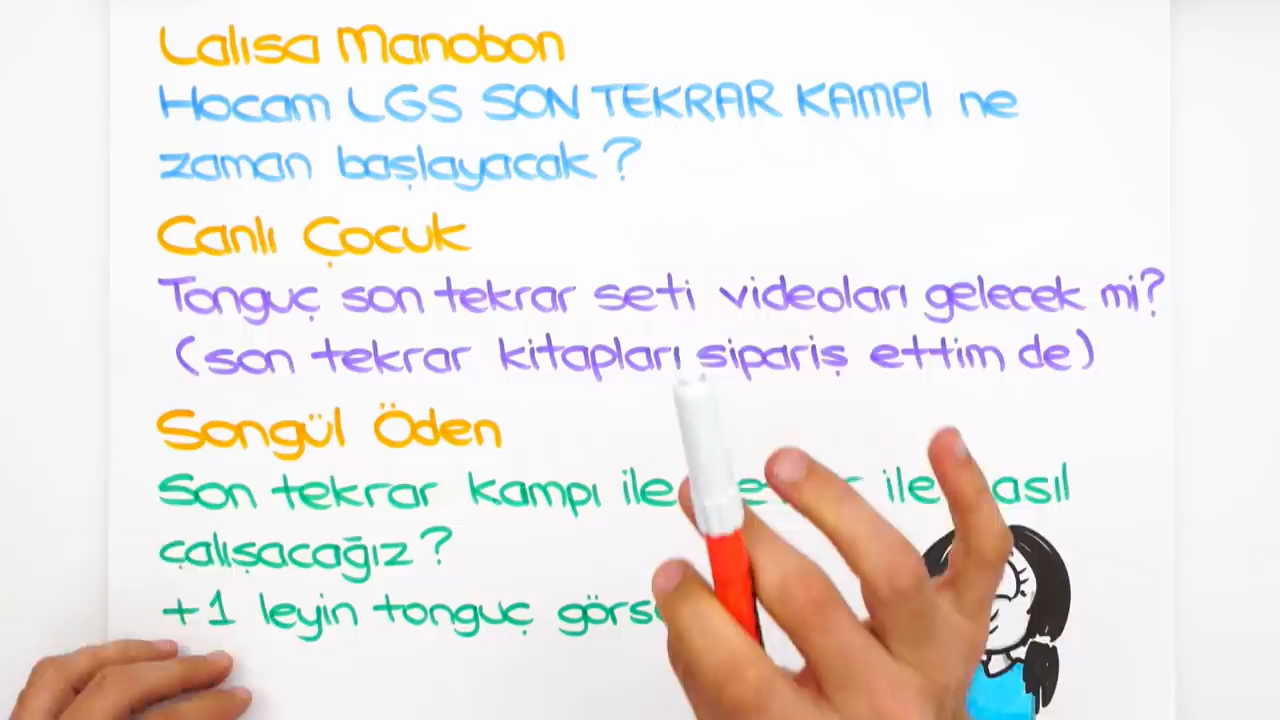 Lalısa Manobon
Hocam LGS SON TEKRAR KAMPI ne
zaman başlayacak?
Canlı Çocuk
Tonguç son tekrar seti videoları gelecek mi?
(son tekrar kitapları sipariş ettim de)
Songül Öden
Son tekrar kampı ile ile
çalışacağız?
+1 leyin tonguç